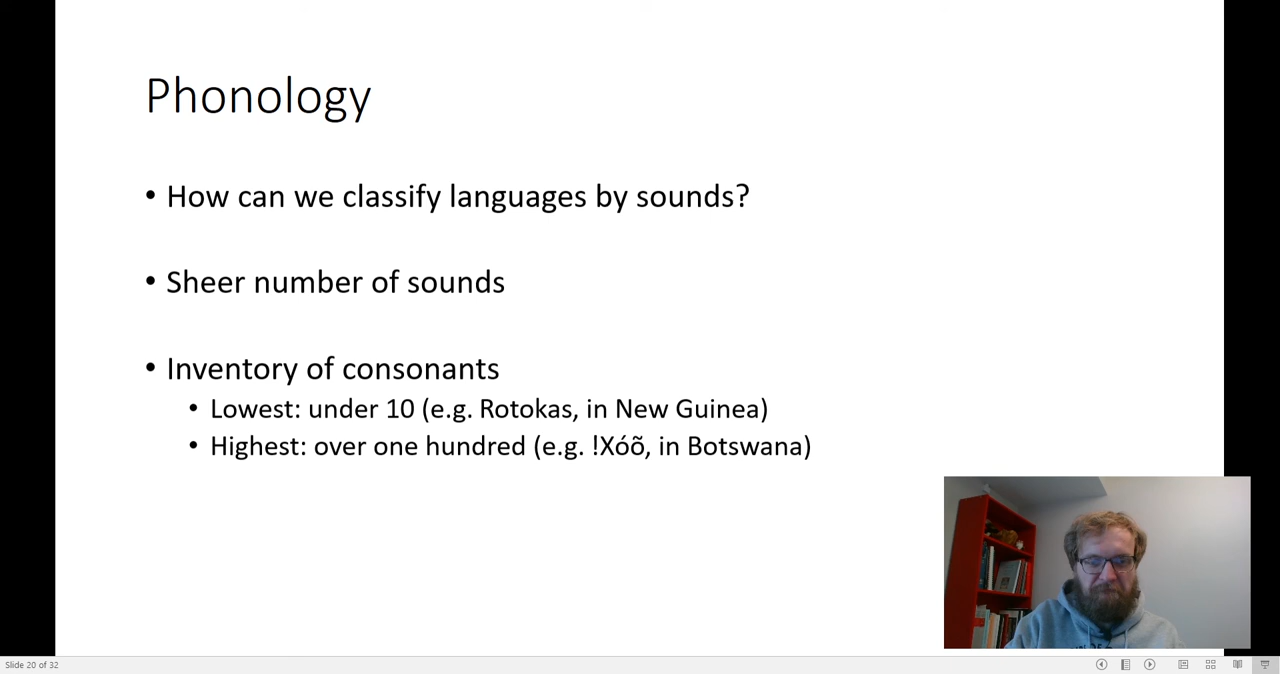 Phonology
• How can we classify languages by sounds?
• Sheer number of sounds
• Inventory of consonants
• Lowest: under 10 (e.g. Rotokas, in New Guinea)
• Highest: over one hundred (e.g. !Xóõ, in Botswana)
Slide 20 of 32